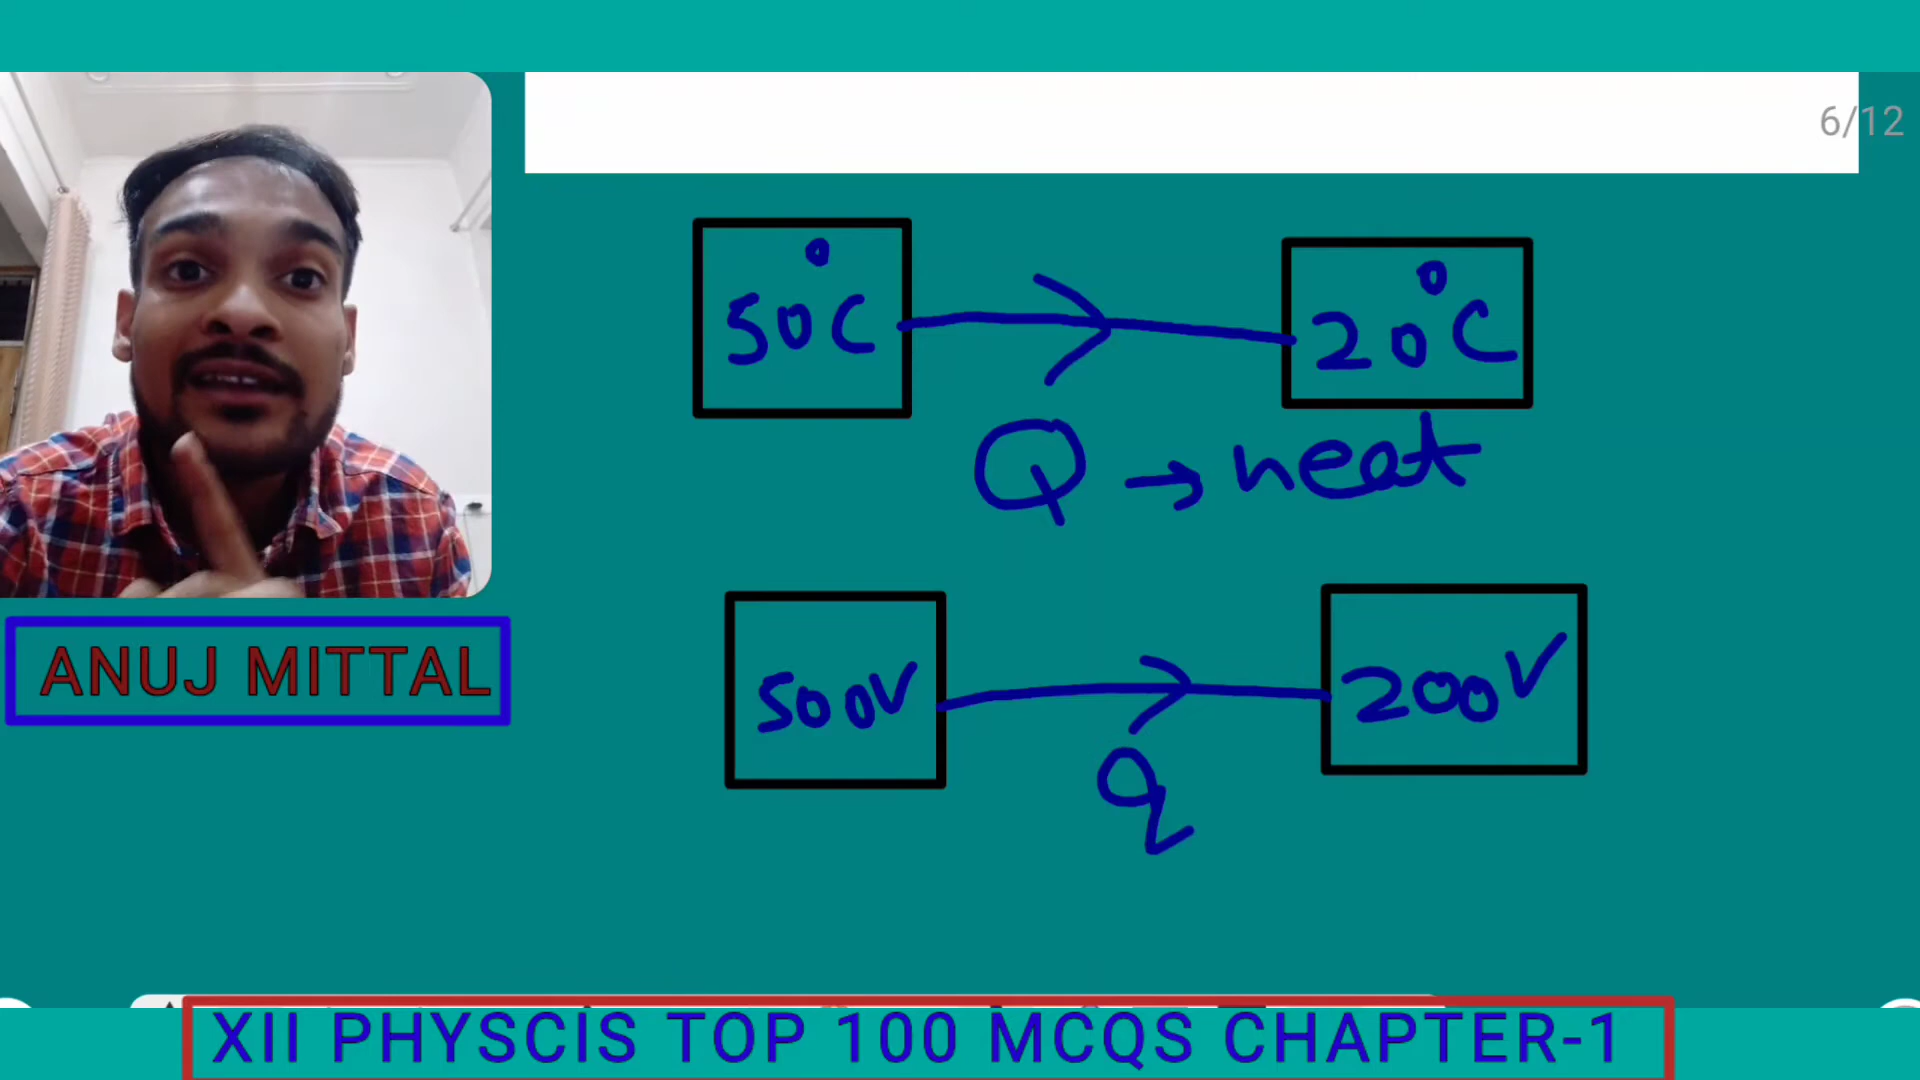 6/12
50°C
20°C
Q → heat
ANUJ MITTAL
500V
200V
q
XII PHYSCIS TOP 100 MCQS CHAPTER-1